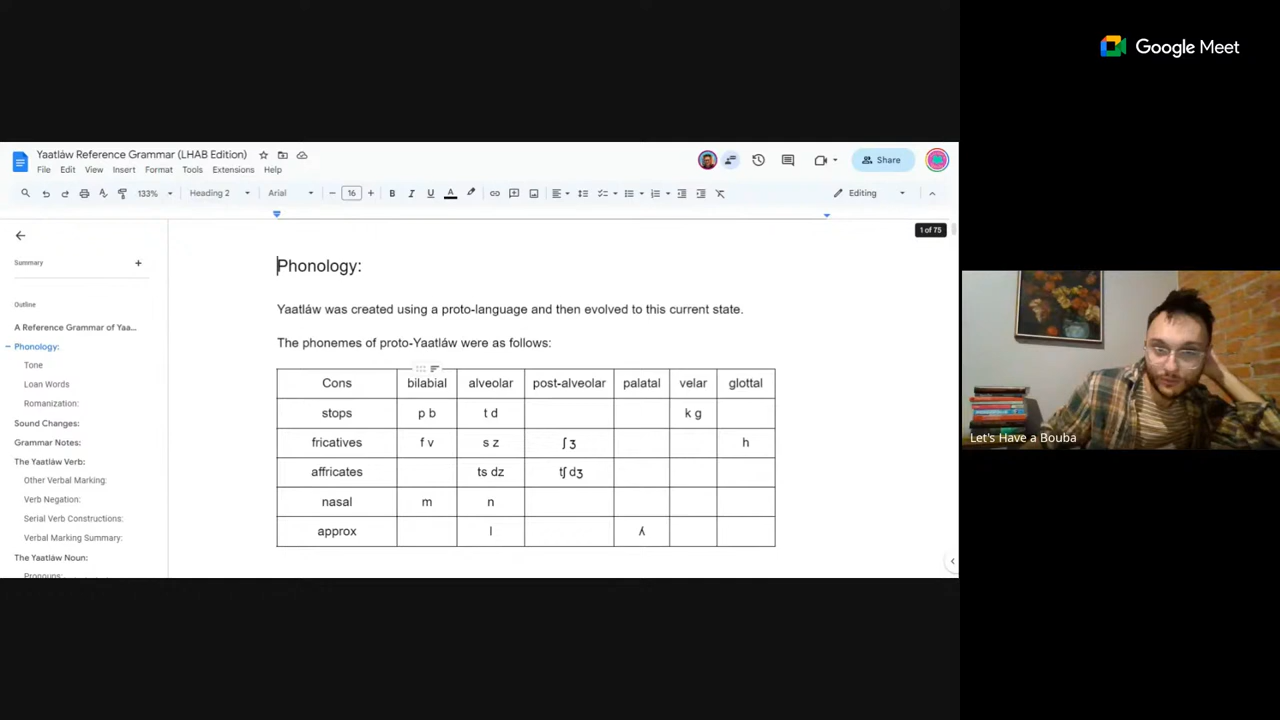 Google Meet
Yaatláw Reference Grammar (LHAB Edition)
File Edit View Insert Format Tools Extensions Help
Share
133% Heading 2 Arial 16 B I U A Editing
1 of 75
Summary
Outline
A Reference Grammar of Yaa...
Phonology:
Tone
Loan Words
Romanization:
Sound Changes:
Grammar Notes:
The Yaatláw Verb:
Other Verbal Marking:
Verb Negation:
Serial Verb Constructions:
Verbal Marking Summary:
The Yaatláw Noun:
Pronouns:
Phonology:
Yaatláw was created using a proto-language and then evolved to this current state.
The phonemes of proto-Yaatláw were as follows:
Cons bilabial alveolar post-alveolar palatal velar glottal
stops p b t d k g
fricatives f v s z ʃ ʒ h
affricates ts dz tʃ dʒ
nasal m n
approx l ʎ
Let's Have a Bouba